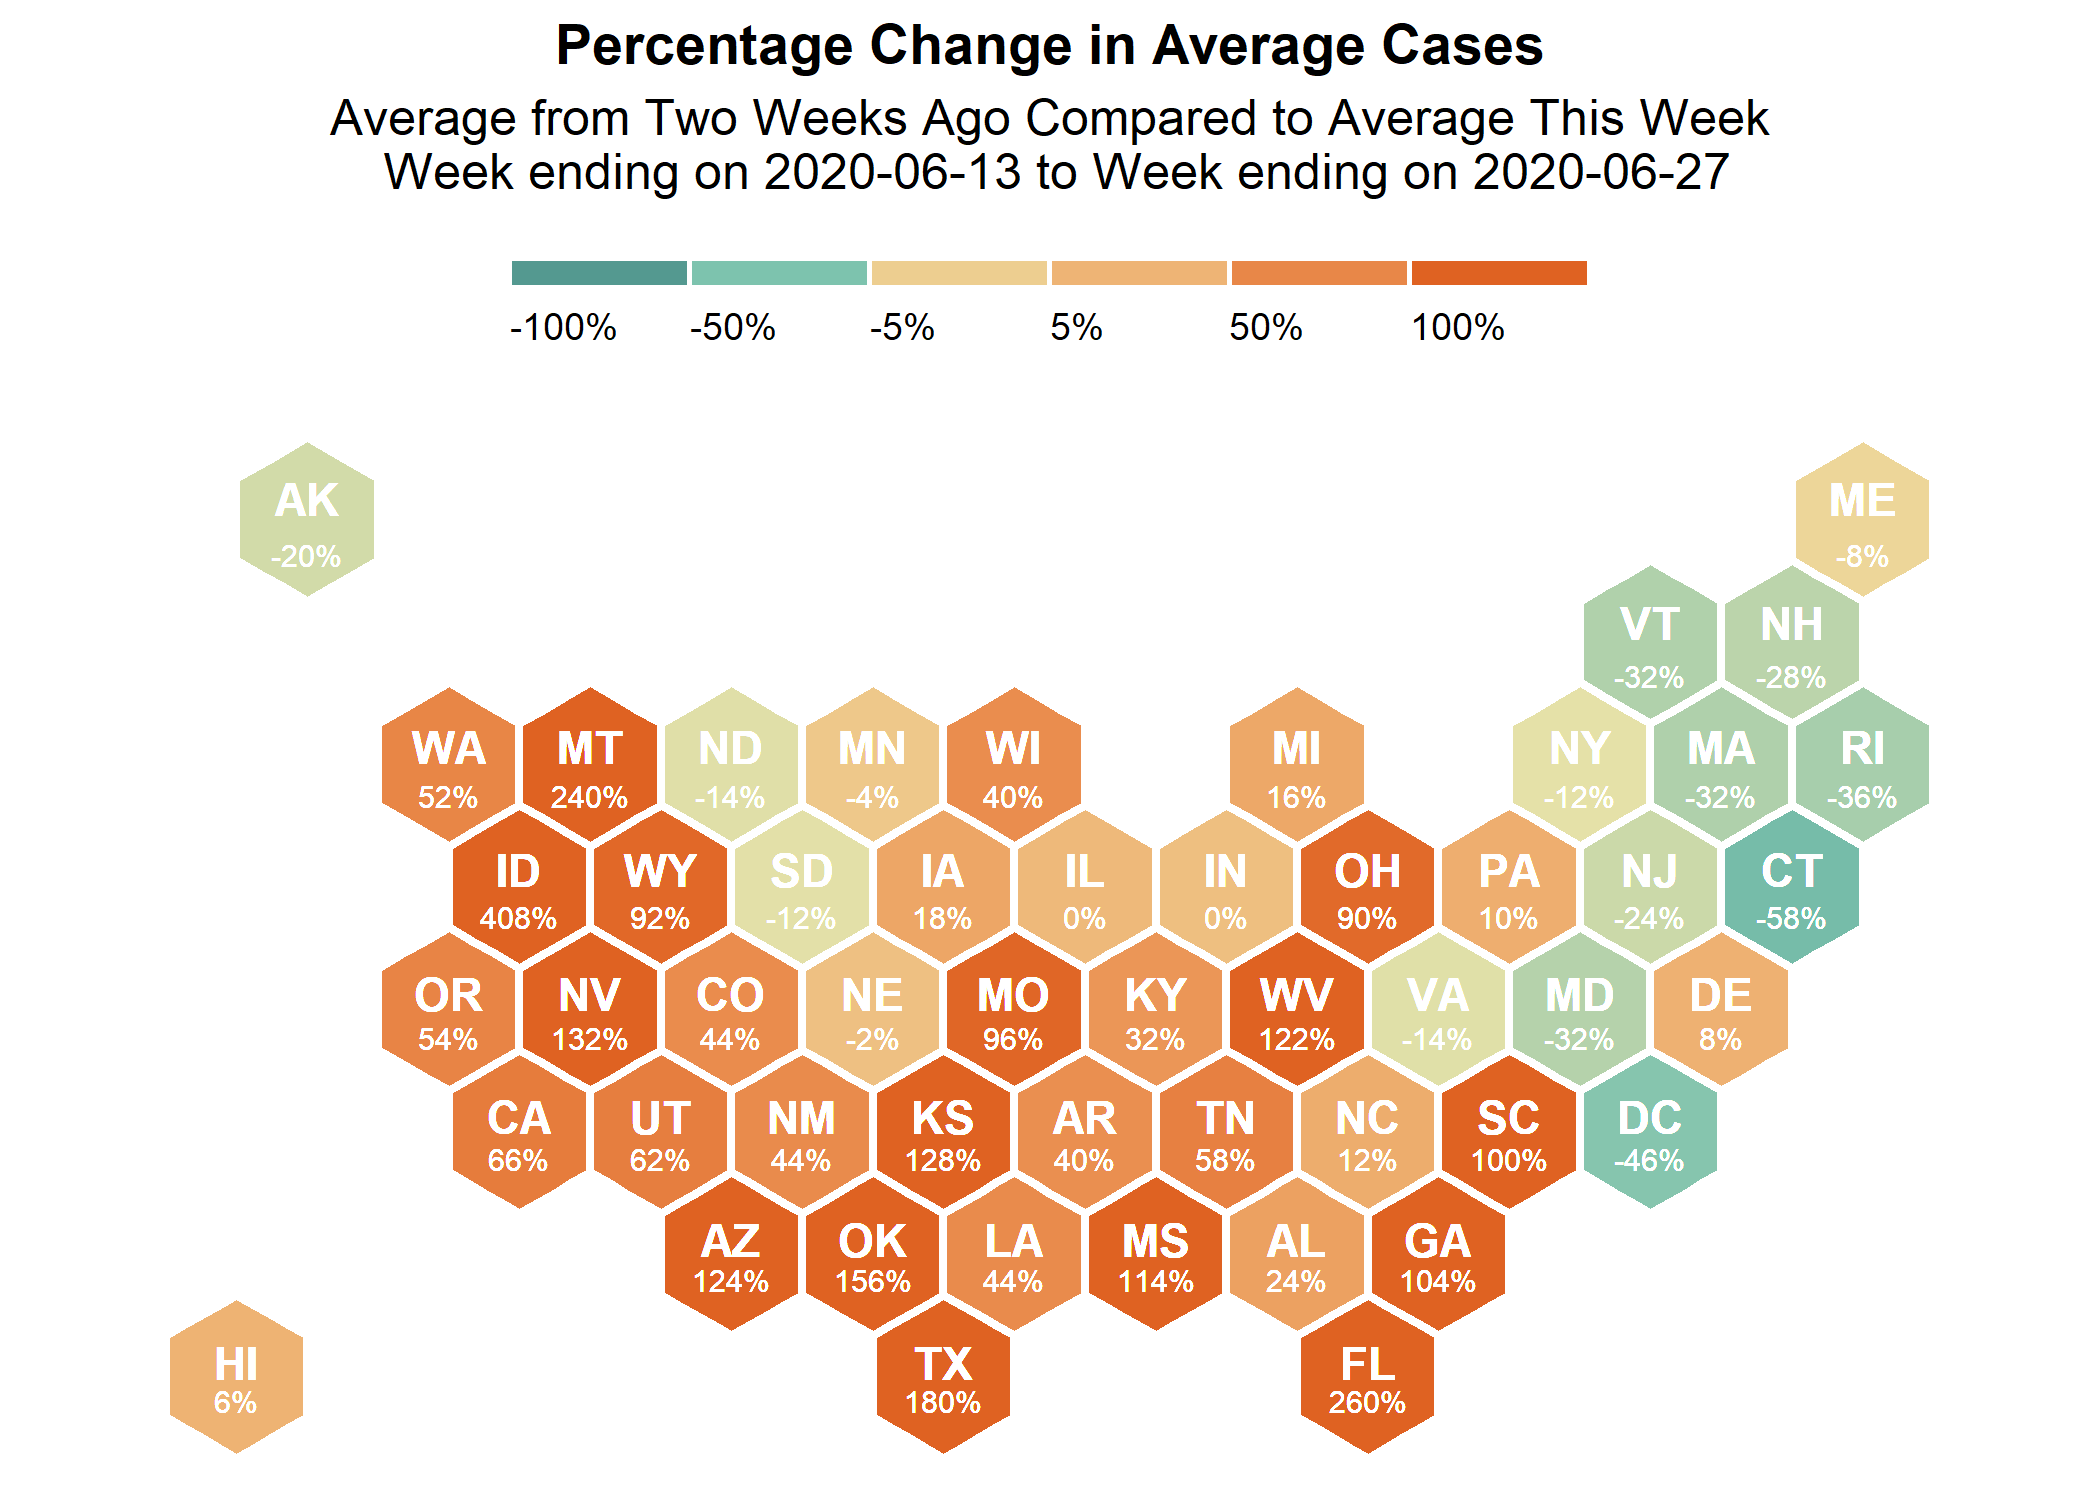 Percentage Change in Average Cases
Average from Two Weeks Ago Compared to Average This Week
Week ending on 2020-06-13 to Week ending on 2020-06-27
-100% -50% -5% 5% 50% 100%
AK ME
-20% -8%
VT NH
-32% -28%
WA MT ND MN WI MI NY MA RI
52% 240% -14% -4% 40% 16% -12% -32% -36%
ID WY SD IA IL IN OH PA NJ CT
408% 92% -12% 18% 0% 0% 90% 10% -24% -58%
OR NV CO NE MO KY WV VA MD DE
54% 132% 44% -2% 96% 32% 122% -14% -32% 8%
CA UT NM KS AR TN NC SC DC
66% 62% 44% 128% 40% 58% 12% 100% -46%
AZ OK LA MS AL GA
124% 156% 44% 114% 24% 104%
HI TX FL
6% 180% 260%